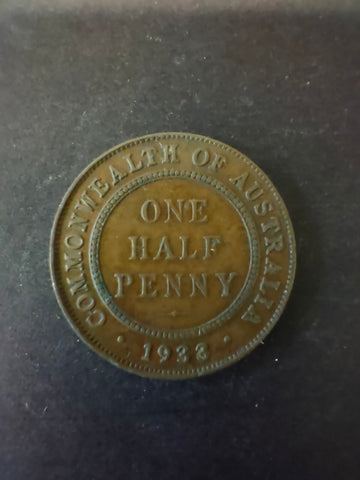 COMMONWEALTH OF AUSTRALIA
ONE
HALF
PENNY
· 1933 ·